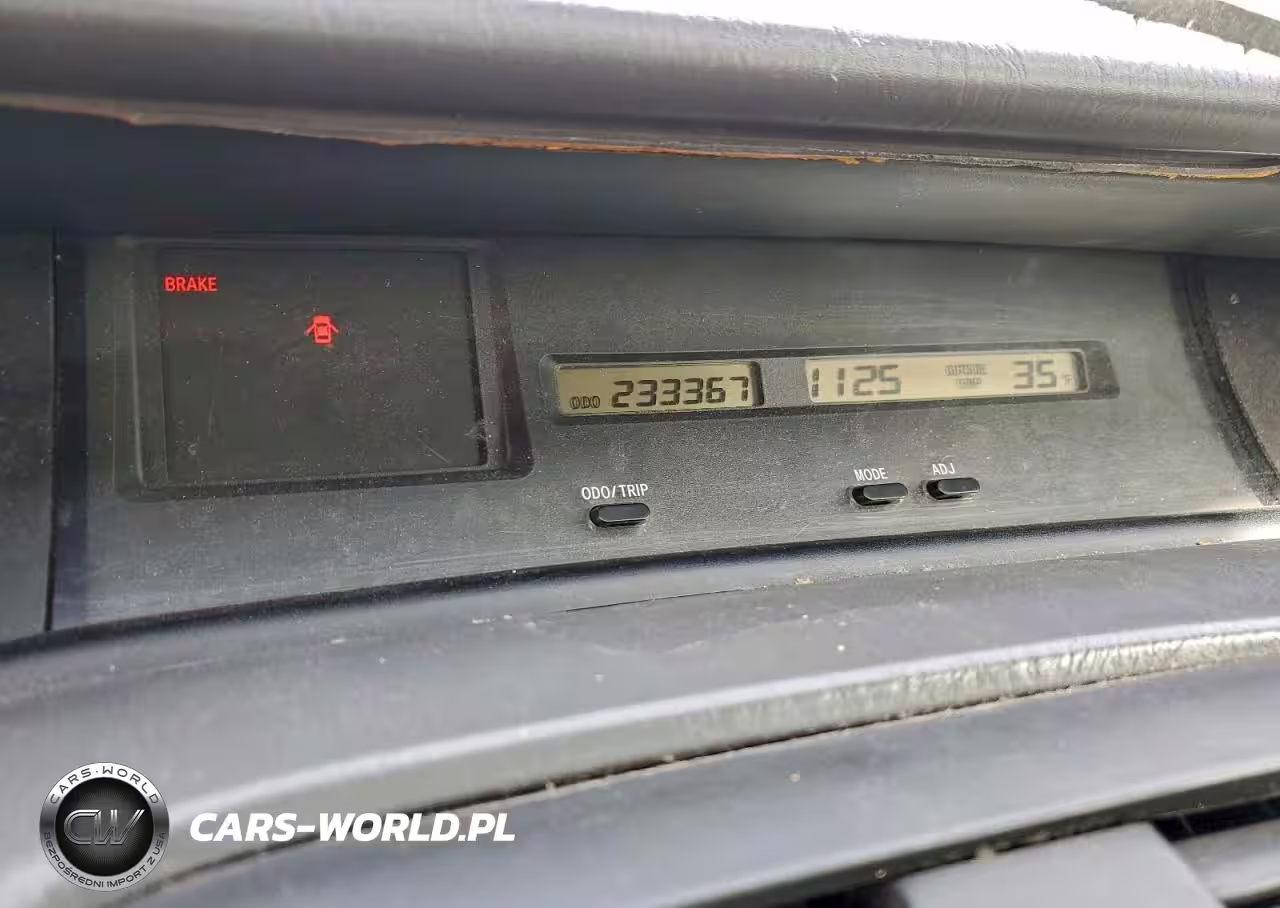 BRAKE
ODO 233367
1125 OUTSIDE TEMP 35 °F
ODO/TRIP
MODE ADJ
CARS-WORLD
CW
BEZPOŚREDNI IMPORT Z USA
CARS-WORLD.PL